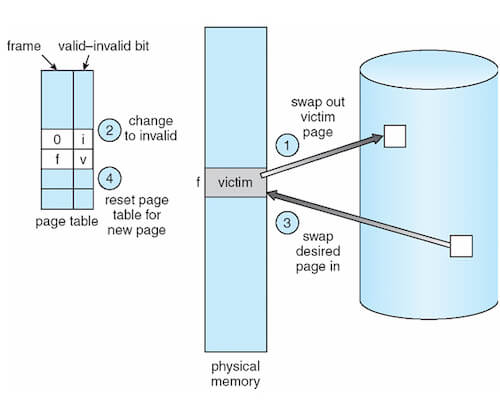 frame
valid–invalid bit
0 i
f v
page table
2
change
to invalid
4
reset page
table for
new page
f
victim
physical
memory
swap out
victim
page
1
3
swap
desired
page in